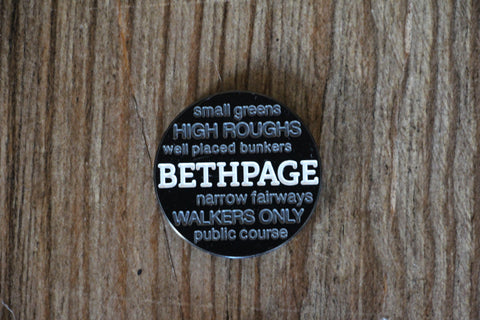 small greens
HIGH ROUGHS
well placed bunkers
BETHPAGE
narrow fairways
WALKERS ONLY
public course